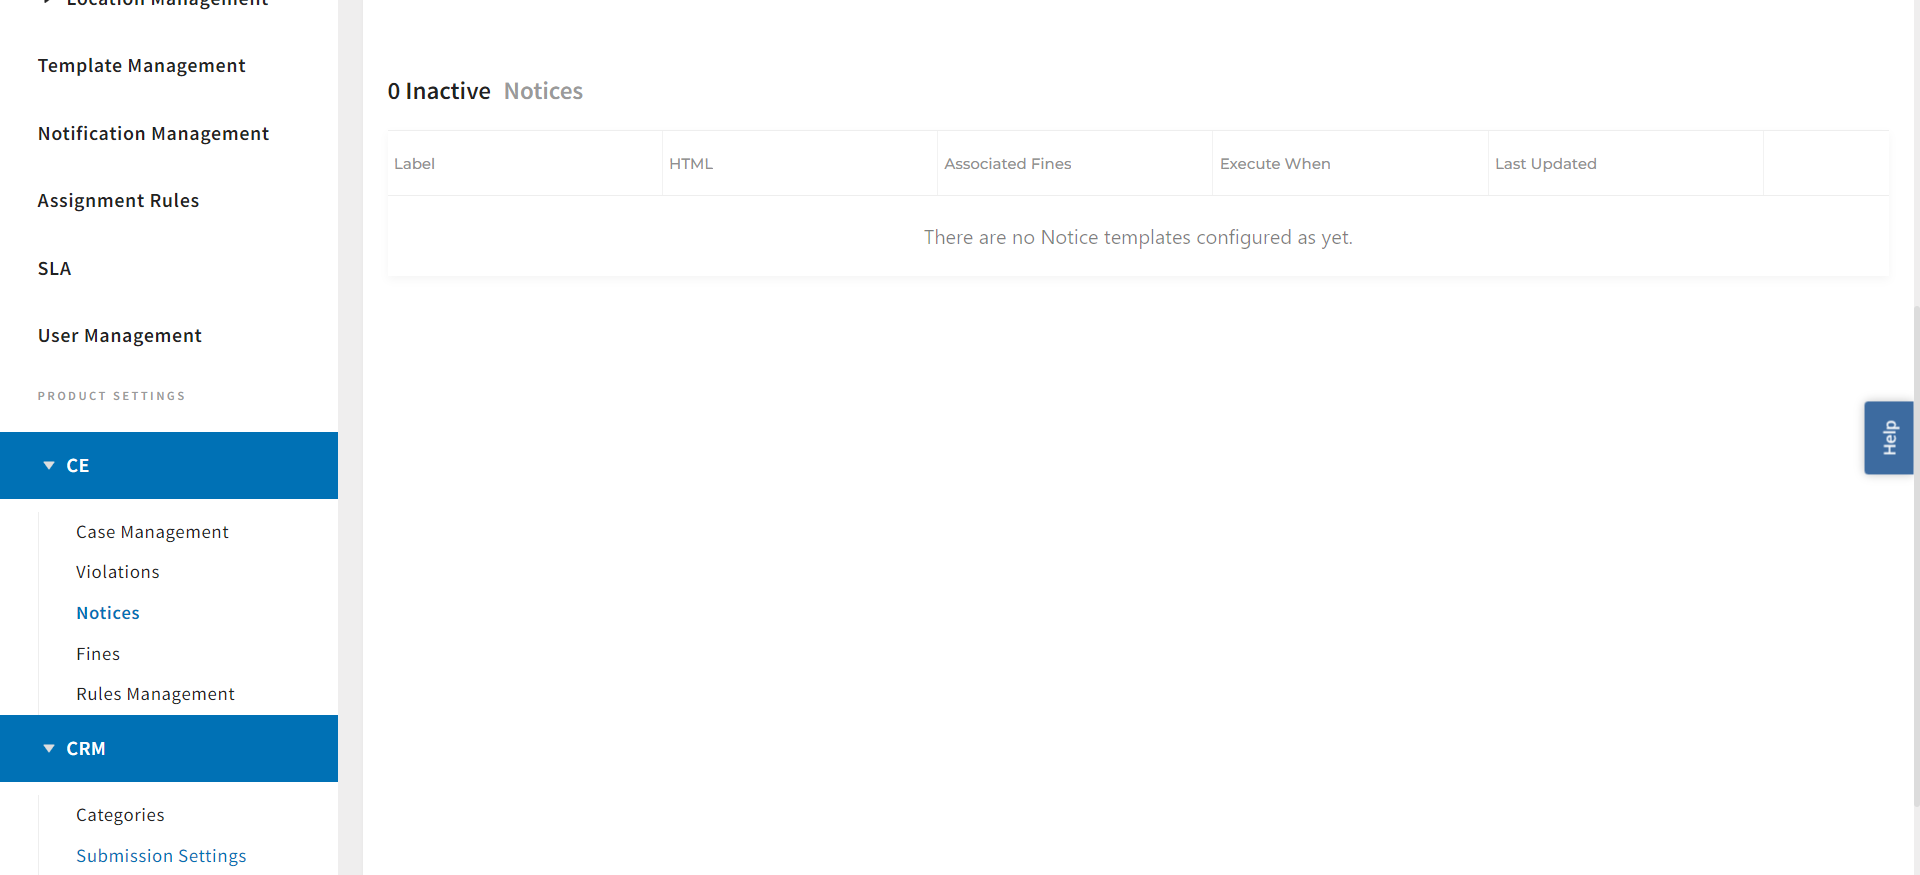 Location Management
Template Management
Notification Management
Assignment Rules
SLA
User Management
PRODUCT SETTINGS
CE
Case Management
Violations
Notices
Fines
Rules Management
CRM
Categories
Submission Settings
0 Inactive Notices
Label HTML Associated Fines Execute When Last Updated
There are no Notice templates configured as yet.
Help